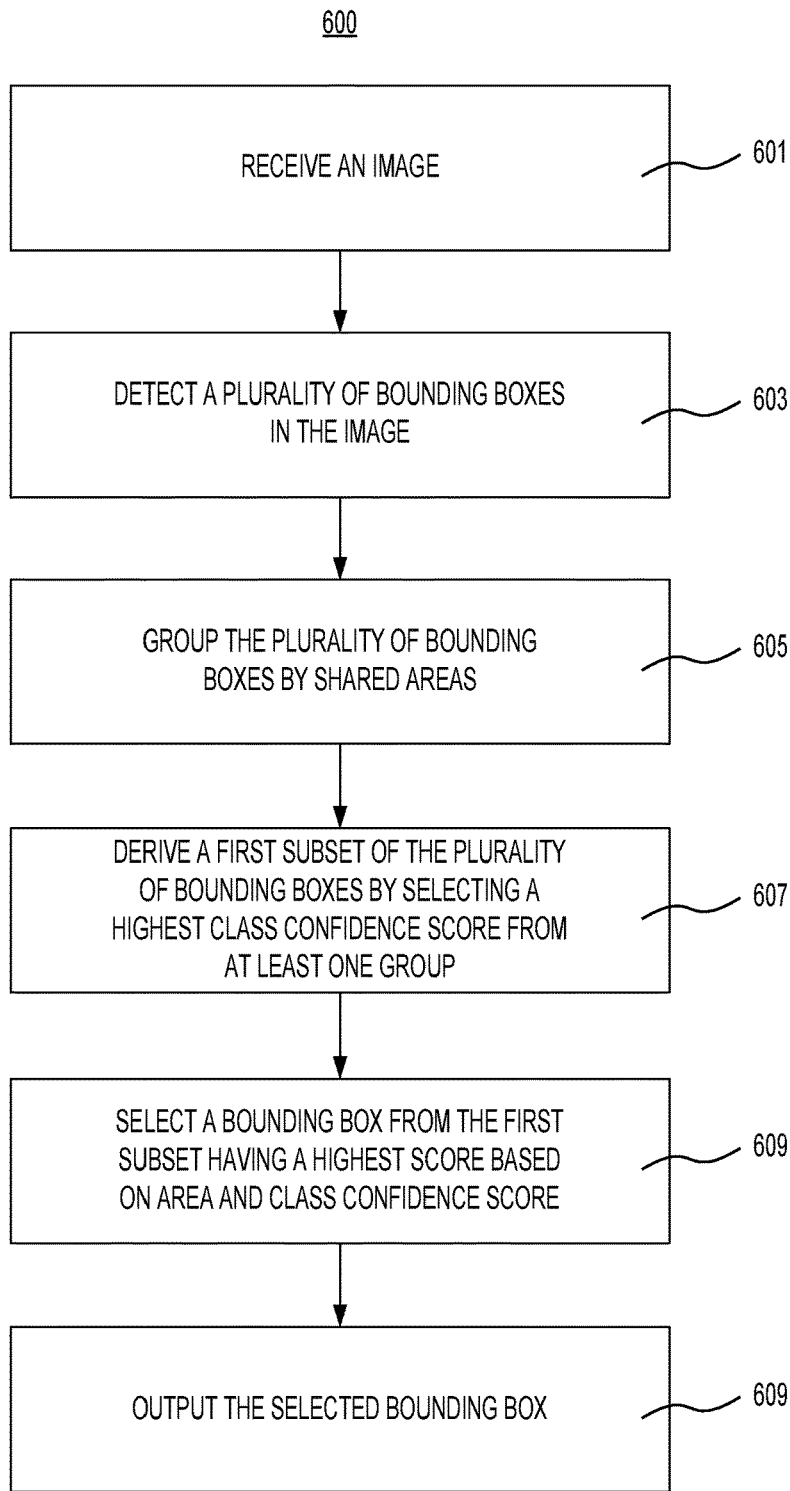 600
RECEIVE AN IMAGE
601
DETECT A PLURALITY OF BOUNDING BOXES
IN THE IMAGE
603
GROUP THE PLURALITY OF BOUNDING
BOXES BY SHARED AREAS
605
DERIVE A FIRST SUBSET OF THE PLURALITY
OF BOUNDING BOXES BY SELECTING A
HIGHEST CLASS CONFIDENCE SCORE FROM
AT LEAST ONE GROUP
607
SELECT A BOUNDING BOX FROM THE FIRST
SUBSET HAVING A HIGHEST SCORE BASED
ON AREA AND CLASS CONFIDENCE SCORE
609
OUTPUT THE SELECTED BOUNDING BOX
609